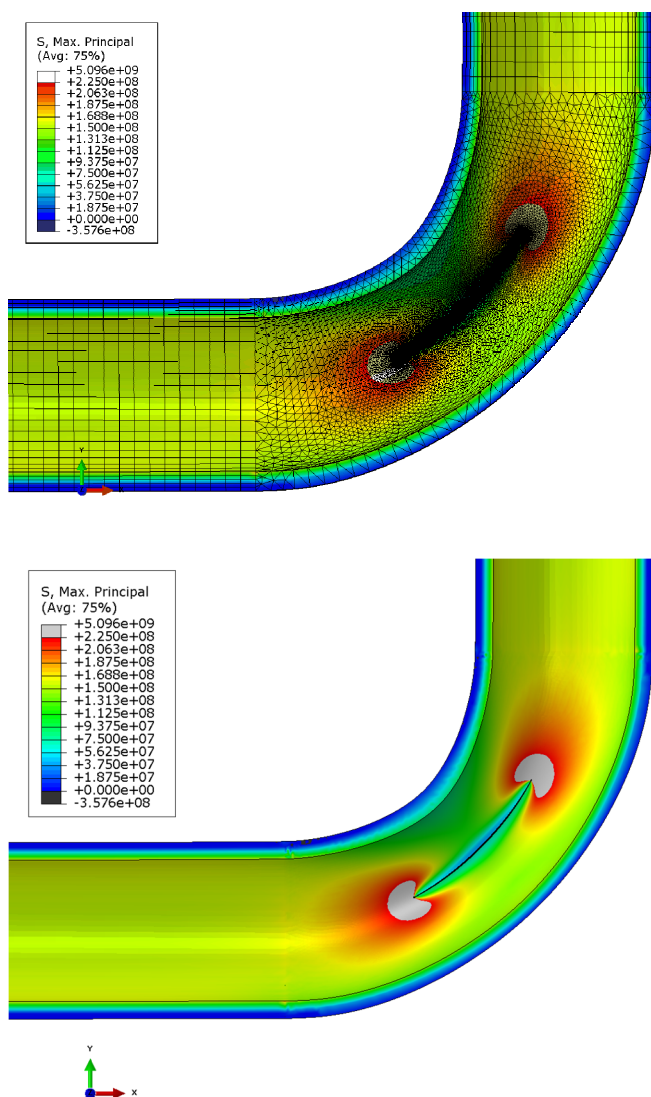 S, Max. Principal
(Avg: 75%)
+5.096e+09
+2.250e+08
+2.063e+08
+1.875e+08
+1.688e+08
+1.500e+08
+1.313e+08
+1.125e+08
+9.375e+07
+7.500e+07
+5.625e+07
+3.750e+07
+1.875e+07
+0.000e+00
-3.576e+08
Y
X
S, Max. Principal
(Avg: 75%)
+5.096e+09
+2.250e+08
+2.063e+08
+1.875e+08
+1.688e+08
+1.500e+08
+1.313e+08
+1.125e+08
+9.375e+07
+7.500e+07
+5.625e+07
+3.750e+07
+1.875e+07
+0.000e+00
-3.576e+08
Y
X